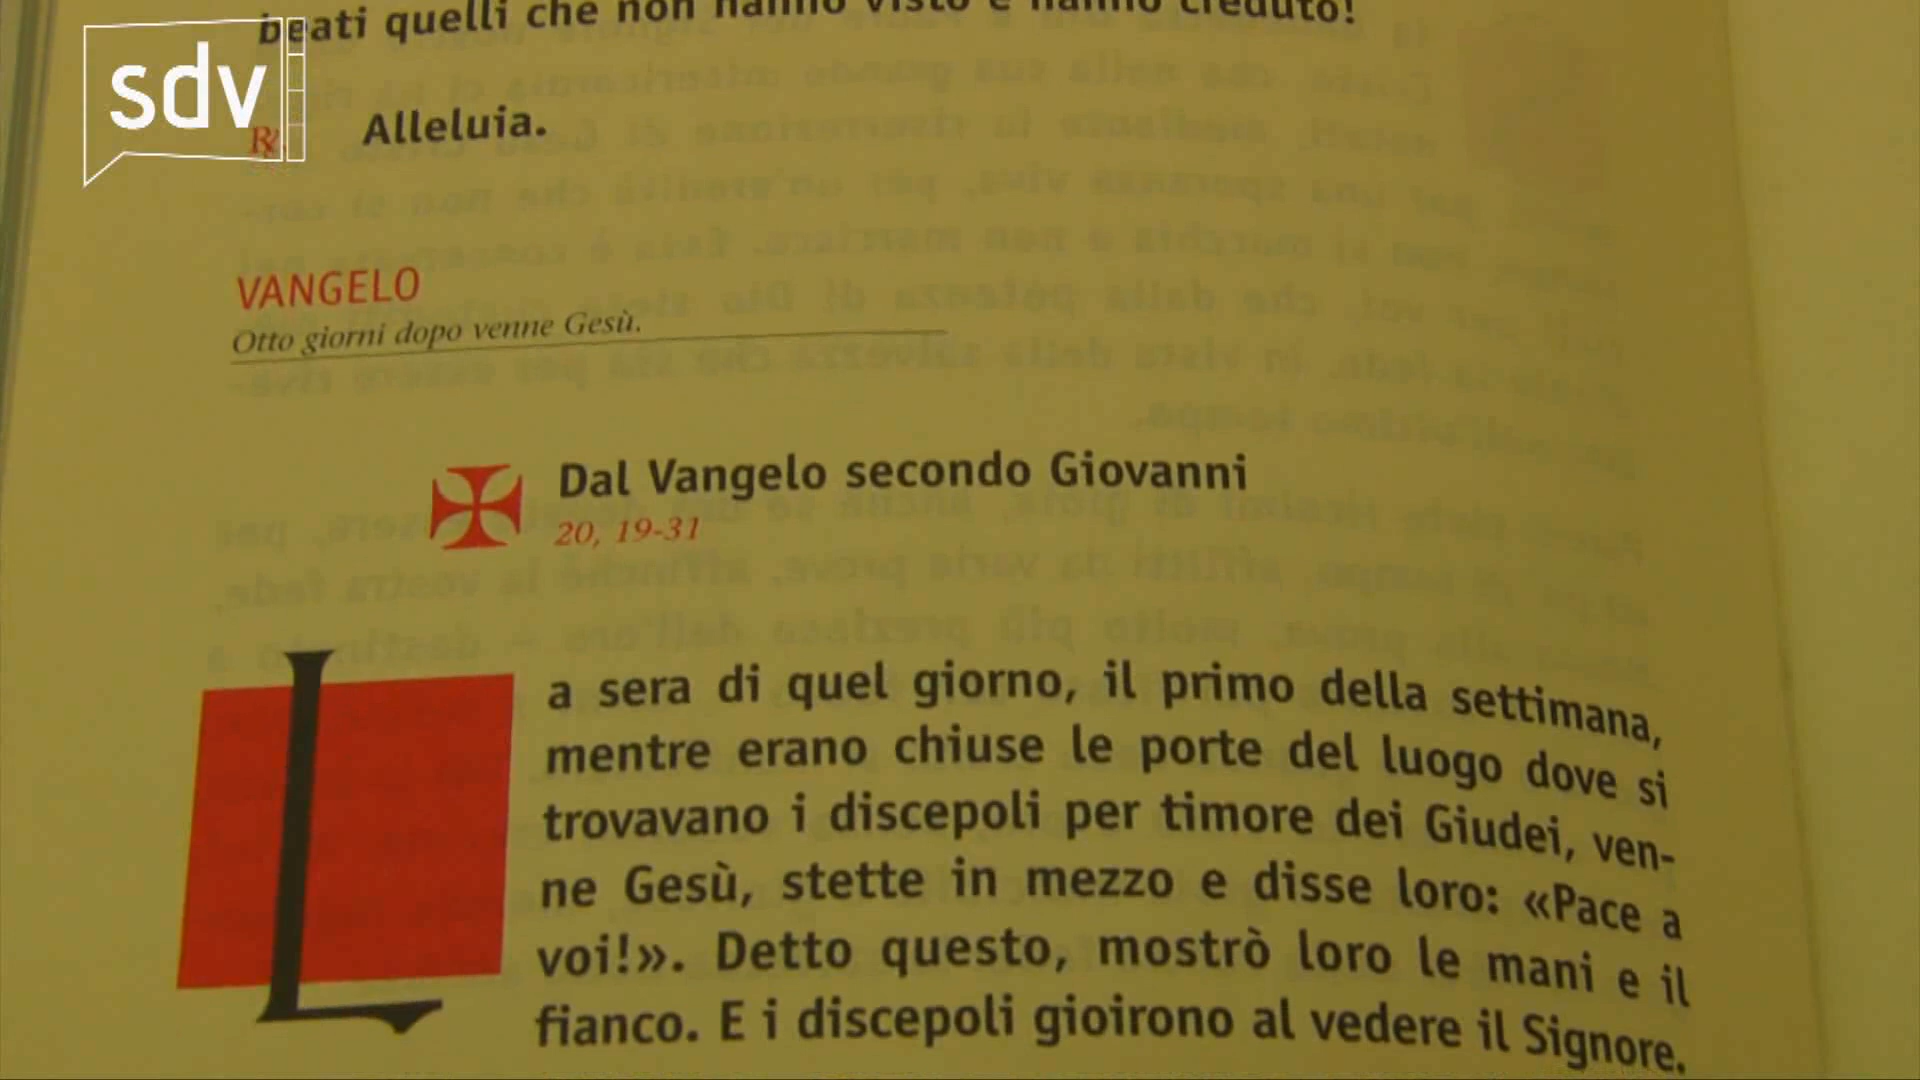 beati quelli che non hanno visto e hanno creduto!
sdv
℟. Alleluia.
VANGELO
Otto giorni dopo venne Gesù.
Dal Vangelo secondo Giovanni
20, 19-31
La sera di quel giorno, il primo della settimana,
mentre erano chiuse le porte del luogo dove si
trovavano i discepoli per timore dei Giudei, ven-
ne Gesù, stette in mezzo e disse loro: «Pace a
voi!». Detto questo, mostrò loro le mani e il
fianco. E i discepoli gioirono al vedere il Signore.